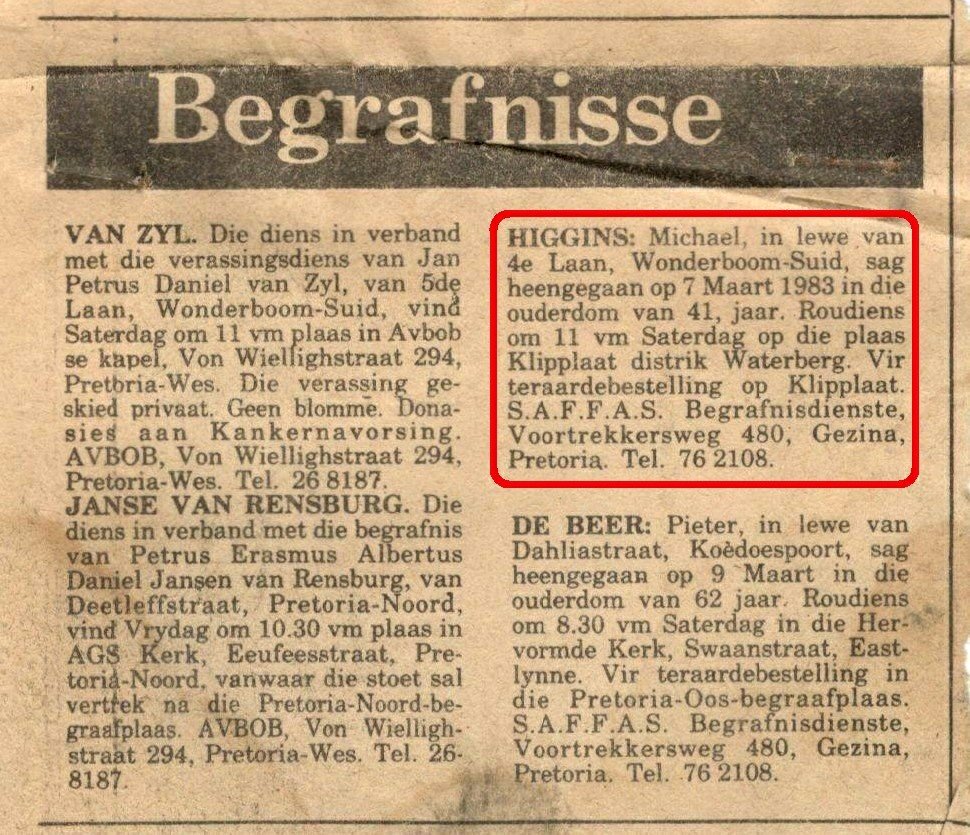 Begrafnisse
VAN ZYL. Die diens in verband
met die verassingsdiens van Jan
Petrus Daniel van Zyl, van 5de
Laan, Wonderboom-Suid, vind
Saterdag om 11 vm plaas in Avbob
se kapel, Von Wiellighstraat 294,
Pretbria-Wes. Die verassing ge-
skied privaat. Geen blomme. Dona-
sies aan Kankernavorsing.
AVBOB, Von Wiellighstraat 294,
Pretoria-Wes. Tel. 26 8187.
JANSE VAN RENSBURG. Die
diens in verband met die begrafnis
van Petrus Erasmus Albertus
Daniel Jansen van Rensburg, van
Deetleffstraat, Pretoria-Noord,
vind Vrydag om 10.30 vm plaas in
AGS Kerk, Eeufeesstraat, Pre-
toria-Noord, vanwaar die stoet sal
vertrek na die Pretoria-Noord-be-
graafplaas. AVBOB, Von Wielligh-
straat 294, Pretoria-Wes. Tel. 26-
8187.
HIGGINS: Michael, in lewe van
4e Laan, Wonderboom-Suid, sag
heengegaan op 7 Maart 1983 in die
ouderdom van 41, jaar. Roudiens
om 11 vm Saterdag op die plaas
Klipplaat distrik Waterberg. Vir
teraardebestelling op Klipplaat.
S.A.F.F.A.S. Begrafnisdienste,
Voortrekkersweg 480, Gezina,
Pretoria. Tel. 76 2108.
DE BEER: Pieter, in lewe van
Dahliastraat, Koèdoespoort, sag
heengegaan op 9 Maart in die
ouderdom van 62 jaar. Roudiens
om 8.30 vm Saterdag in die Her-
vormde Kerk, Swaanstraat, East-
lynne. Vir teraardebestelling in
die Pretoria-Oos-begraafplaas.
S.A.F.F.A.S. Begrafnisdienste,
Voortrekkersweg 480, Gezina,
Pretoria. Tel. 76 2108.